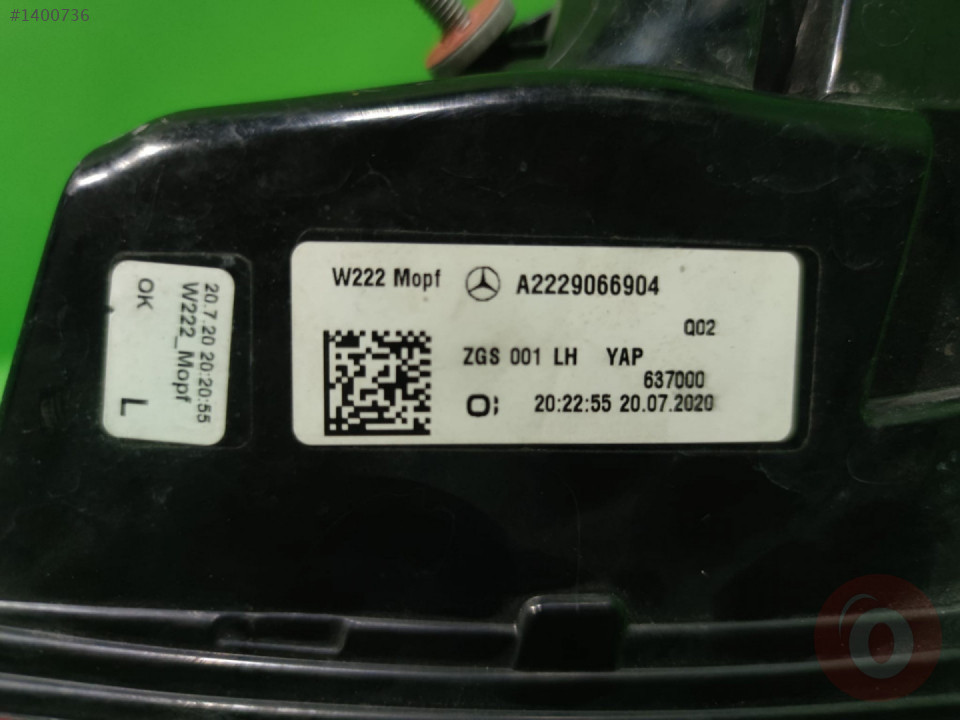 #1400736
W222 Mopf A2229066904
Q02
ZGS 001 LH YAP
637000
20:22:55 20.07.2020
20.7.20 20:20:55
W222_Mopf
OK L